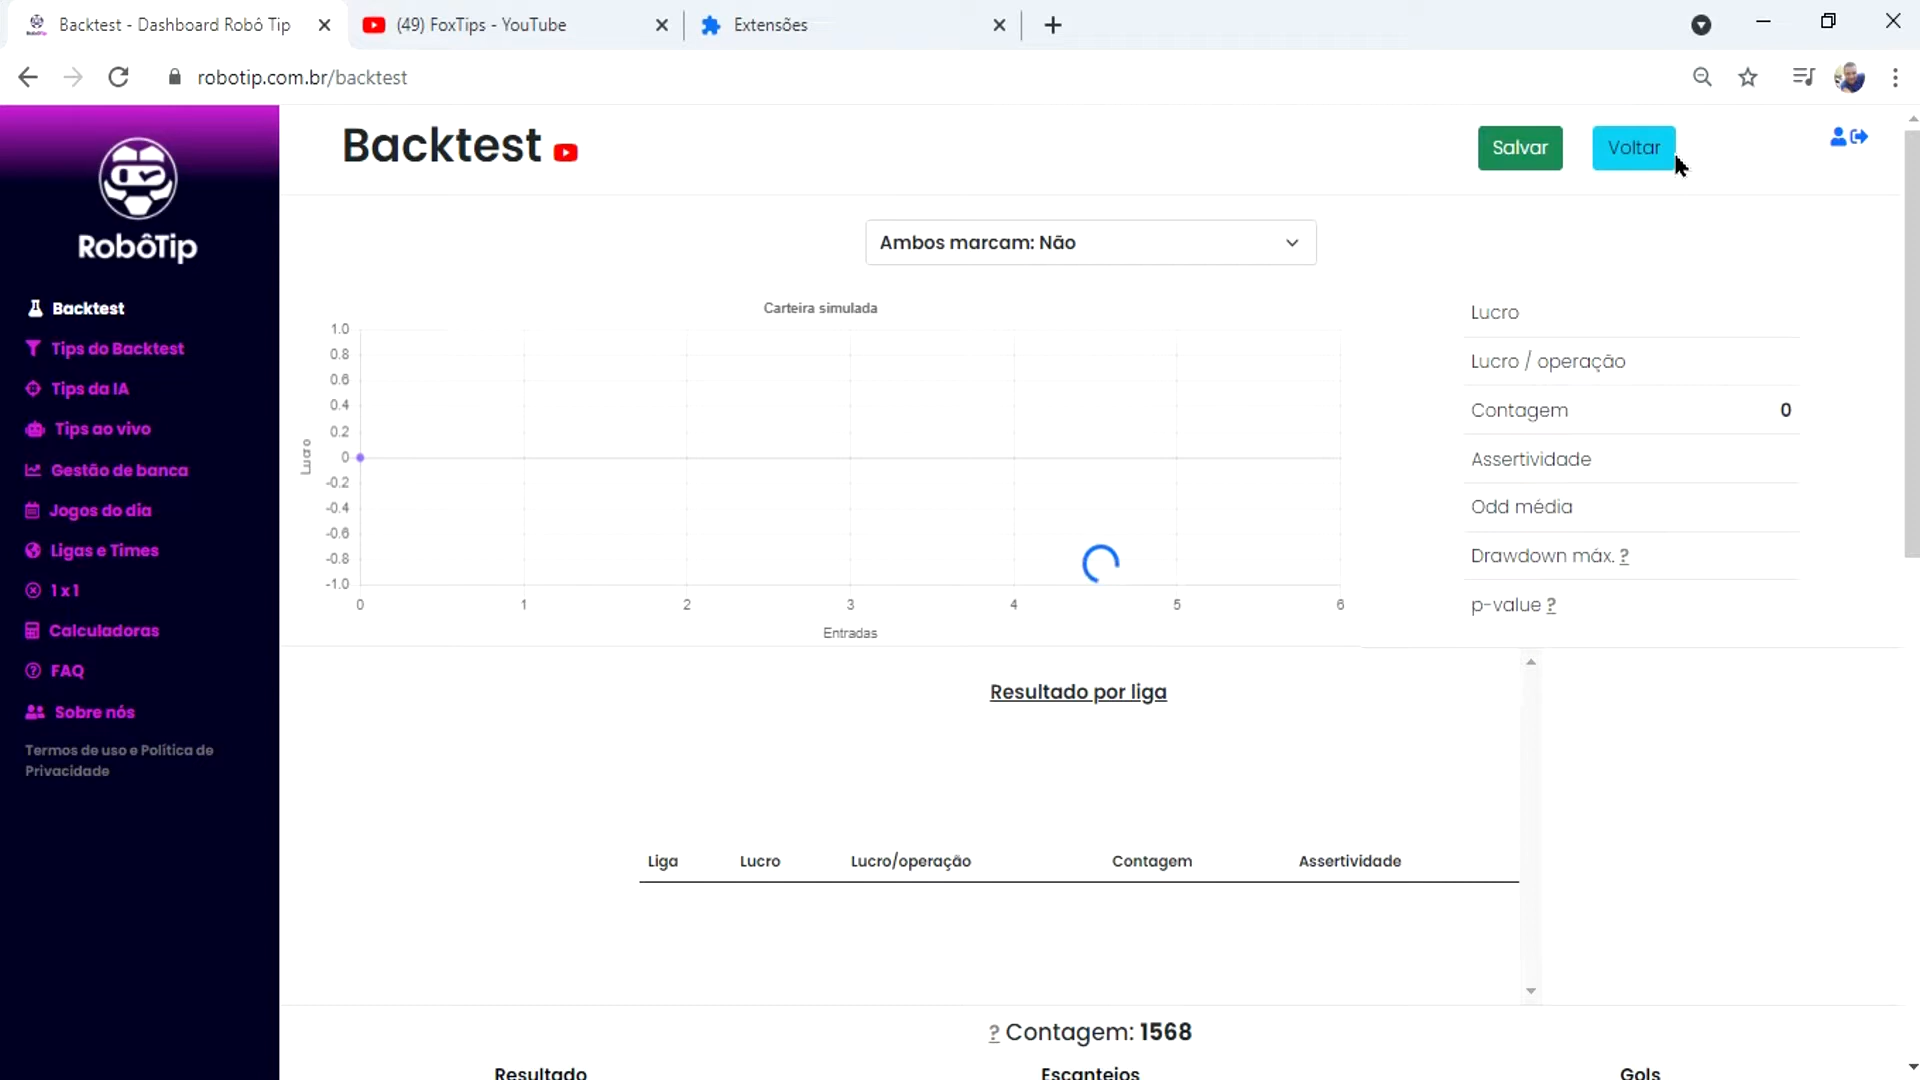 Backtest - Dashboard Robô Tip
(49) FoxTips - YouTube
Extensões
robotip.com.br/backtest
RobôTip
Backtest
Tips do Backtest
Tips da IA
Tips ao vivo
Gestão de banca
Jogos do dia
Ligas e Times
1 x 1
Calculadoras
FAQ
Sobre nós
Termos de uso e Política de
Privacidade
Backtest
Salvar
Voltar
Ambos marcam: Não
Carteira simulada
1.0
0.8
0.6
0.4
0.2
0
-0.2
-0.4
-0.6
-0.8
-1.0
Lucro
0 1 2 3 4 5 6
Entradas
Lucro
Lucro / operação
Contagem 0
Assertividade
Odd média
Drawdown máx. ?
p-value ?
Resultado por liga
Liga Lucro Lucro/operação Contagem Assertividade
? Contagem: 1568
Resultado Escanteios Gols